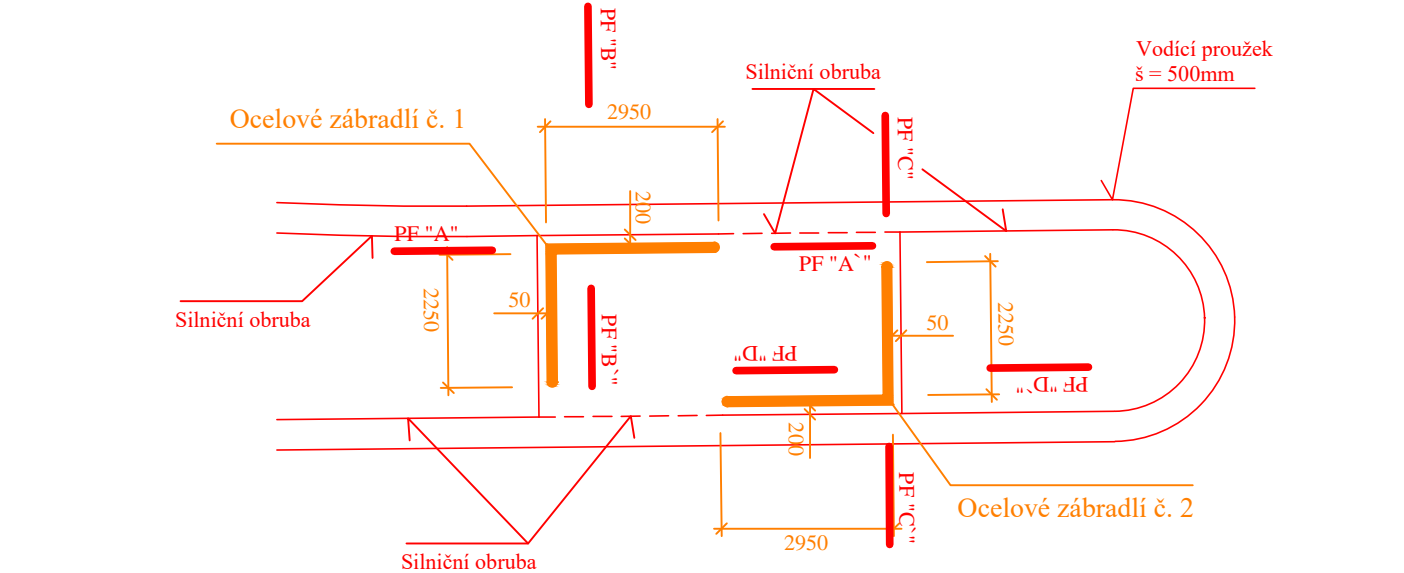 PF "B"
Vodící proužek
š = 500mm
Silniční obruba
Ocelové zábradlí č. 1
2950
PF "C"
200
PF "A"
PF "A`"
2250
50
Silniční obruba
PF "B`"
PF "D"
50
2250
PF "D`"
200
PF "C`"
Ocelové zábradlí č. 2
2950
Silniční obruba